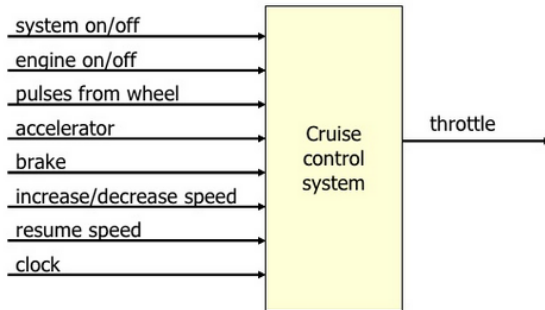 system on/off
engine on/off
pulses from wheel
accelerator
brake
increase/decrease speed
resume speed
clock
Cruise
control
system
throttle